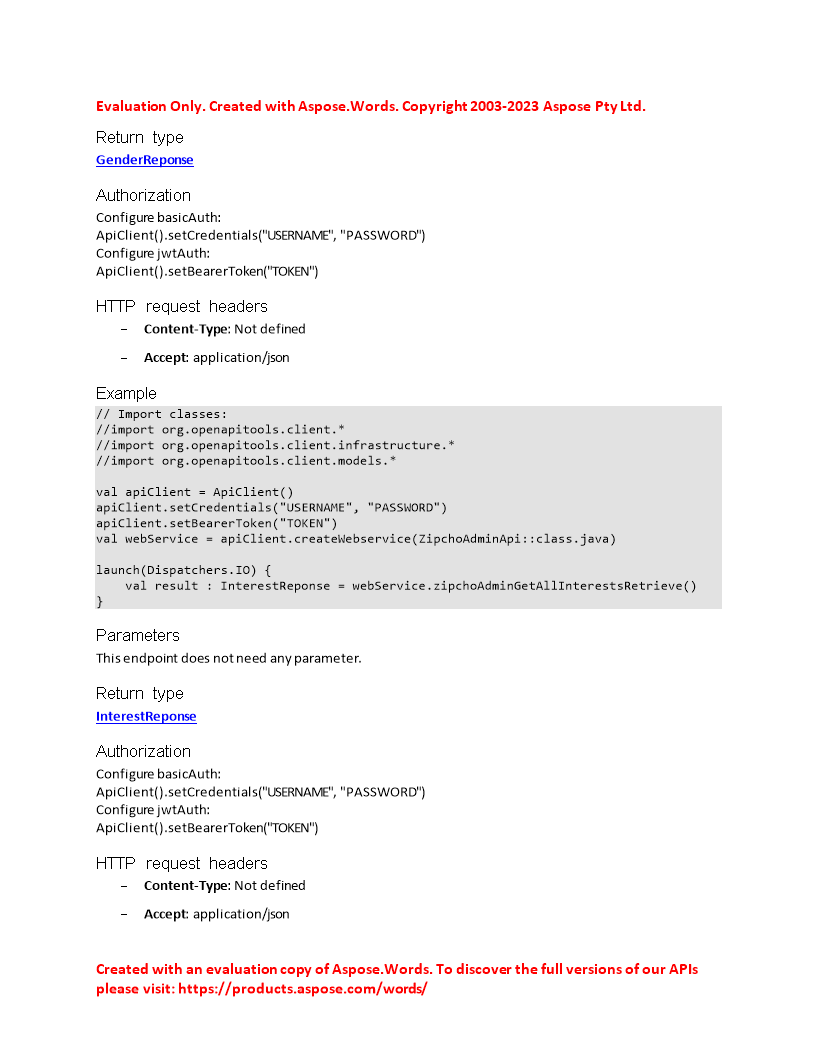 Evaluation Only. Created with Aspose.Words. Copyright 2003-2023 Aspose Pty Ltd.
Return type
GenderReponse
Authorization
Configure basicAuth:
ApiClient().setCredentials("USERNAME", "PASSWORD")
Configure jwtAuth:
ApiClient().setBearerToken("TOKEN")
HTTP request headers
– Content-Type: Not defined
– Accept: application/json
Example
// Import classes:
//import org.openapitools.client.*
//import org.openapitools.client.infrastructure.*
//import org.openapitools.client.models.*
val apiClient = ApiClient()
apiClient.setCredentials("USERNAME", "PASSWORD")
apiClient.setBearerToken("TOKEN")
val webService = apiClient.createWebservice(ZipchoAdminApi::class.java)
launch(Dispatchers.IO) {
    val result : InterestReponse = webService.zipchoAdminGetAllInterestsRetrieve()
}
Parameters
This endpoint does not need any parameter.
Return type
InterestReponse
Authorization
Configure basicAuth:
ApiClient().setCredentials("USERNAME", "PASSWORD")
Configure jwtAuth:
ApiClient().setBearerToken("TOKEN")
HTTP request headers
– Content-Type: Not defined
– Accept: application/json
Created with an evaluation copy of Aspose.Words. To discover the full versions of our APIs
please visit: https://products.aspose.com/words/